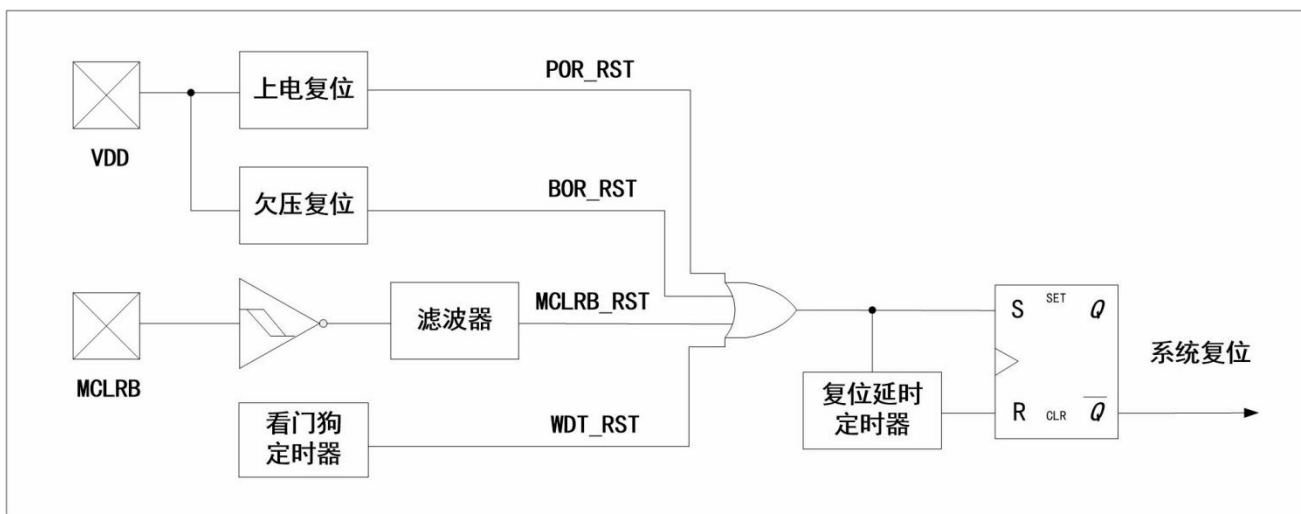 上电复位
POR_RST
VDD
欠压复位
BOR_RST
MCLRB
滤波器
MCLRB_RST
看门狗
定时器
WDT_RST
复位延时
定时器
S
SET
Q
R
CLR
Q
系统复位